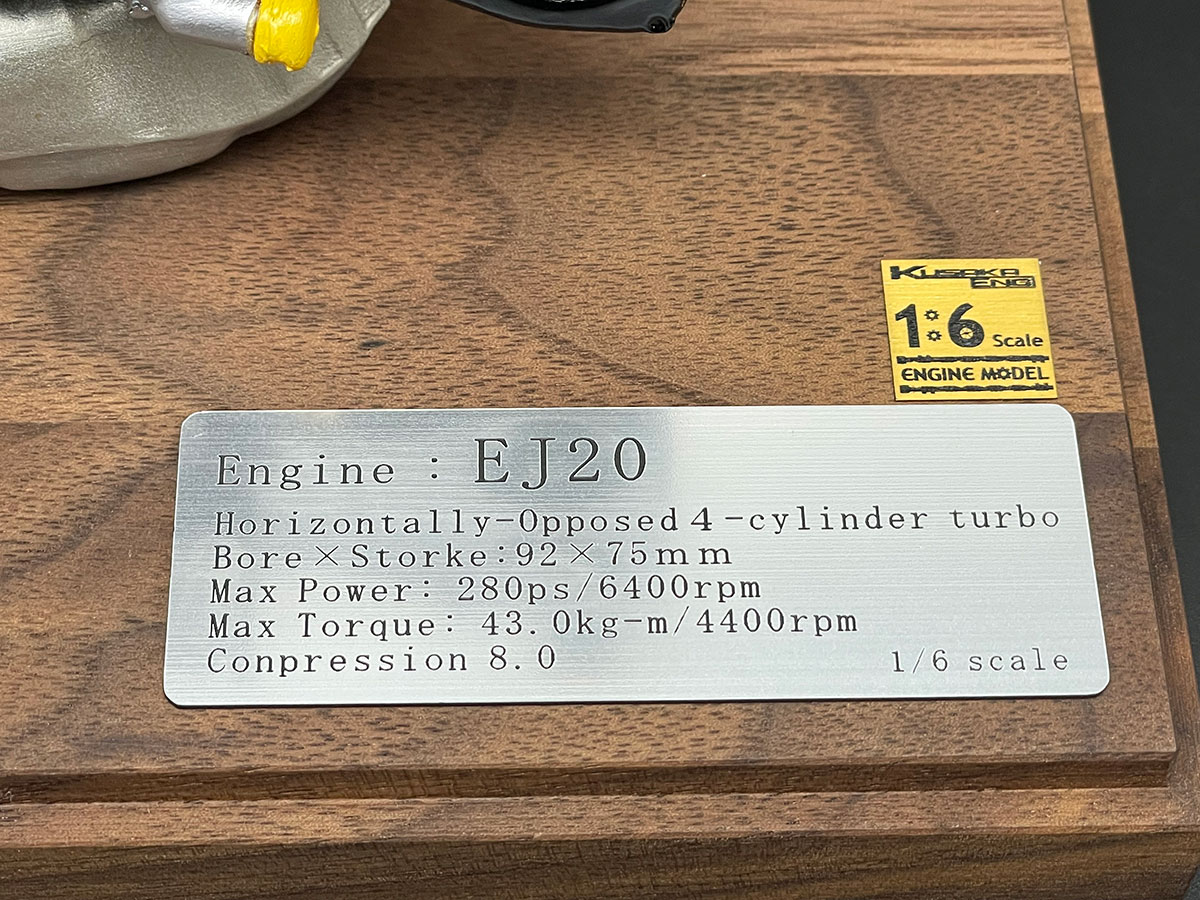 KUSAKA
ENG
1:6 Scale
ENGINE MODEL
Engine : EJ20
Horizontally-Opposed 4-cylinder turbo
Bore×Storke:92×75mm
Max Power: 280ps/6400rpm
Max Torque: 43.0kg-m/4400rpm
Conpression 8.0
1/6 scale